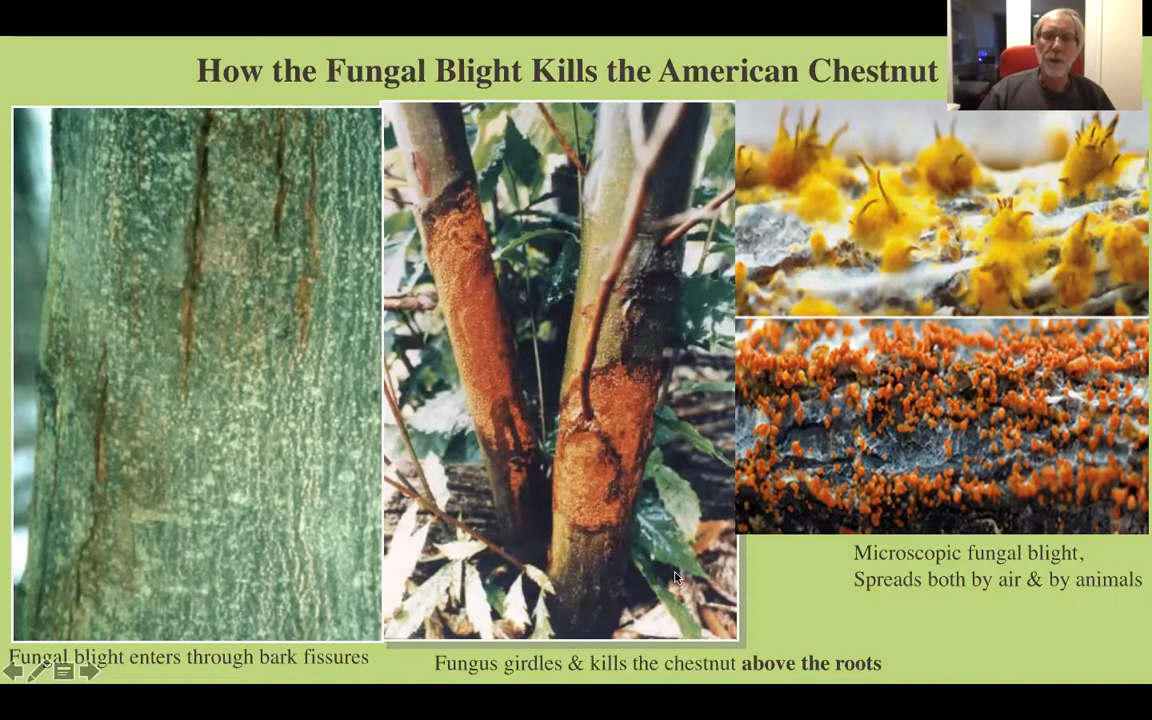 How the Fungal Blight Kills the American Chestnut
Microscopic fungal blight,
Spreads both by air & by animals
Fungal blight enters through bark fissures
Fungus girdles & kills the chestnut above the roots